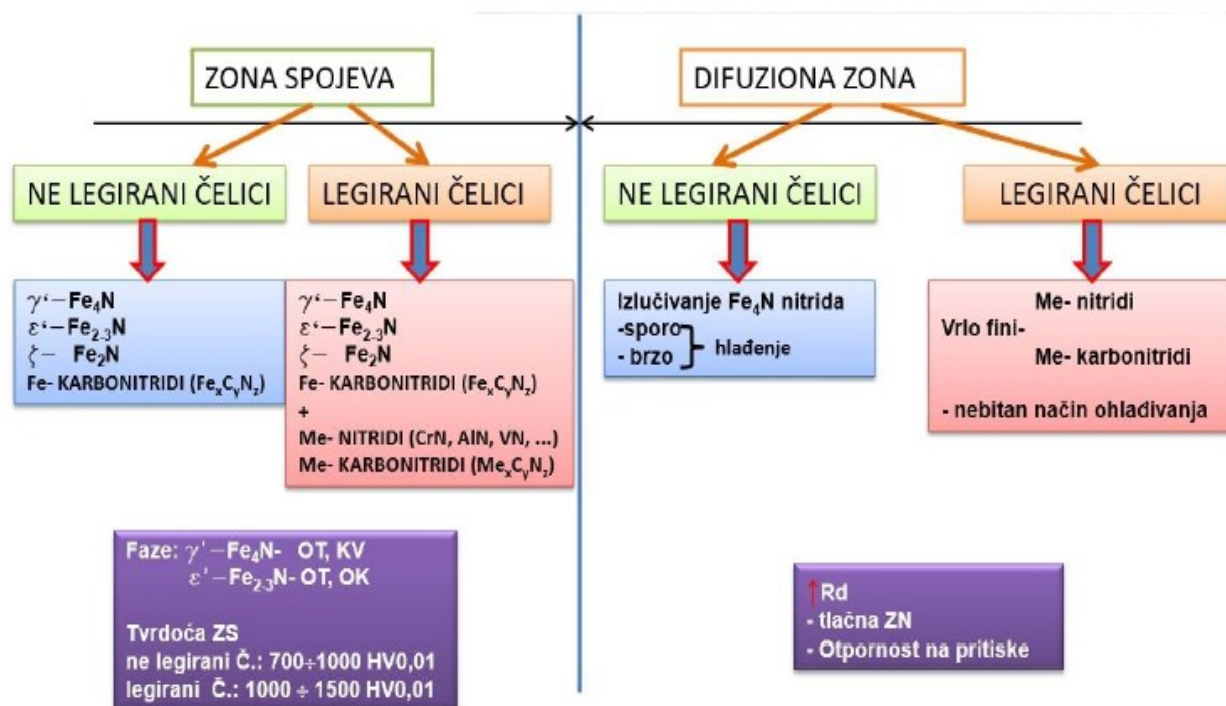 ZONA SPOJEVA
NE LEGIRANI ČELICI
LEGIRANI ČELICI
γ‘−Fe₄N
ε‘−Fe₂₋₃N
ζ− Fe₂N
Fe- KARBONITRIDI (FeₓCᵧN_z)
γ‘−Fe₄N
ε‘−Fe₂₋₃N
ζ− Fe₂N
Fe- KARBONITRIDI (FeₓCᵧN_z)
+
Me- NITRIDI (CrN, AlN, VN, ...)
Me- KARBONITRIDI (MeₓCᵧN_z)
Faze: γ'−Fe₄N- OT, KV
ε'−Fe₂₋₃N- OT, OK
Tvrdoća ZS
ne legirani Č.: 700÷1000 HV0,01
legirani Č.: 1000 ÷ 1500 HV0,01
DIFUZIONA ZONA
NE LEGIRANI ČELICI
LEGIRANI ČELICI
Izlučivanje Fe₄N nitrida
-sporo
- brzo
hlađenje
Me- nitridi
Vrlo fini-
Me- karbonitridi
- nebitan način ohlađivanja
↑Rd
- tlačna ZN
- Otpornost na pritiske